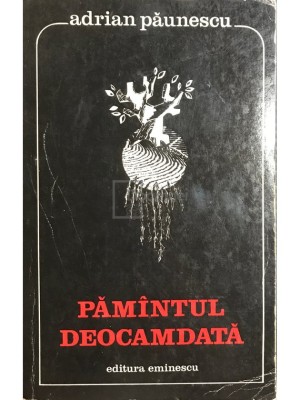 adrian păunescu
PĂMÎNTUL
DEOCAMDATĂ
editura eminescu